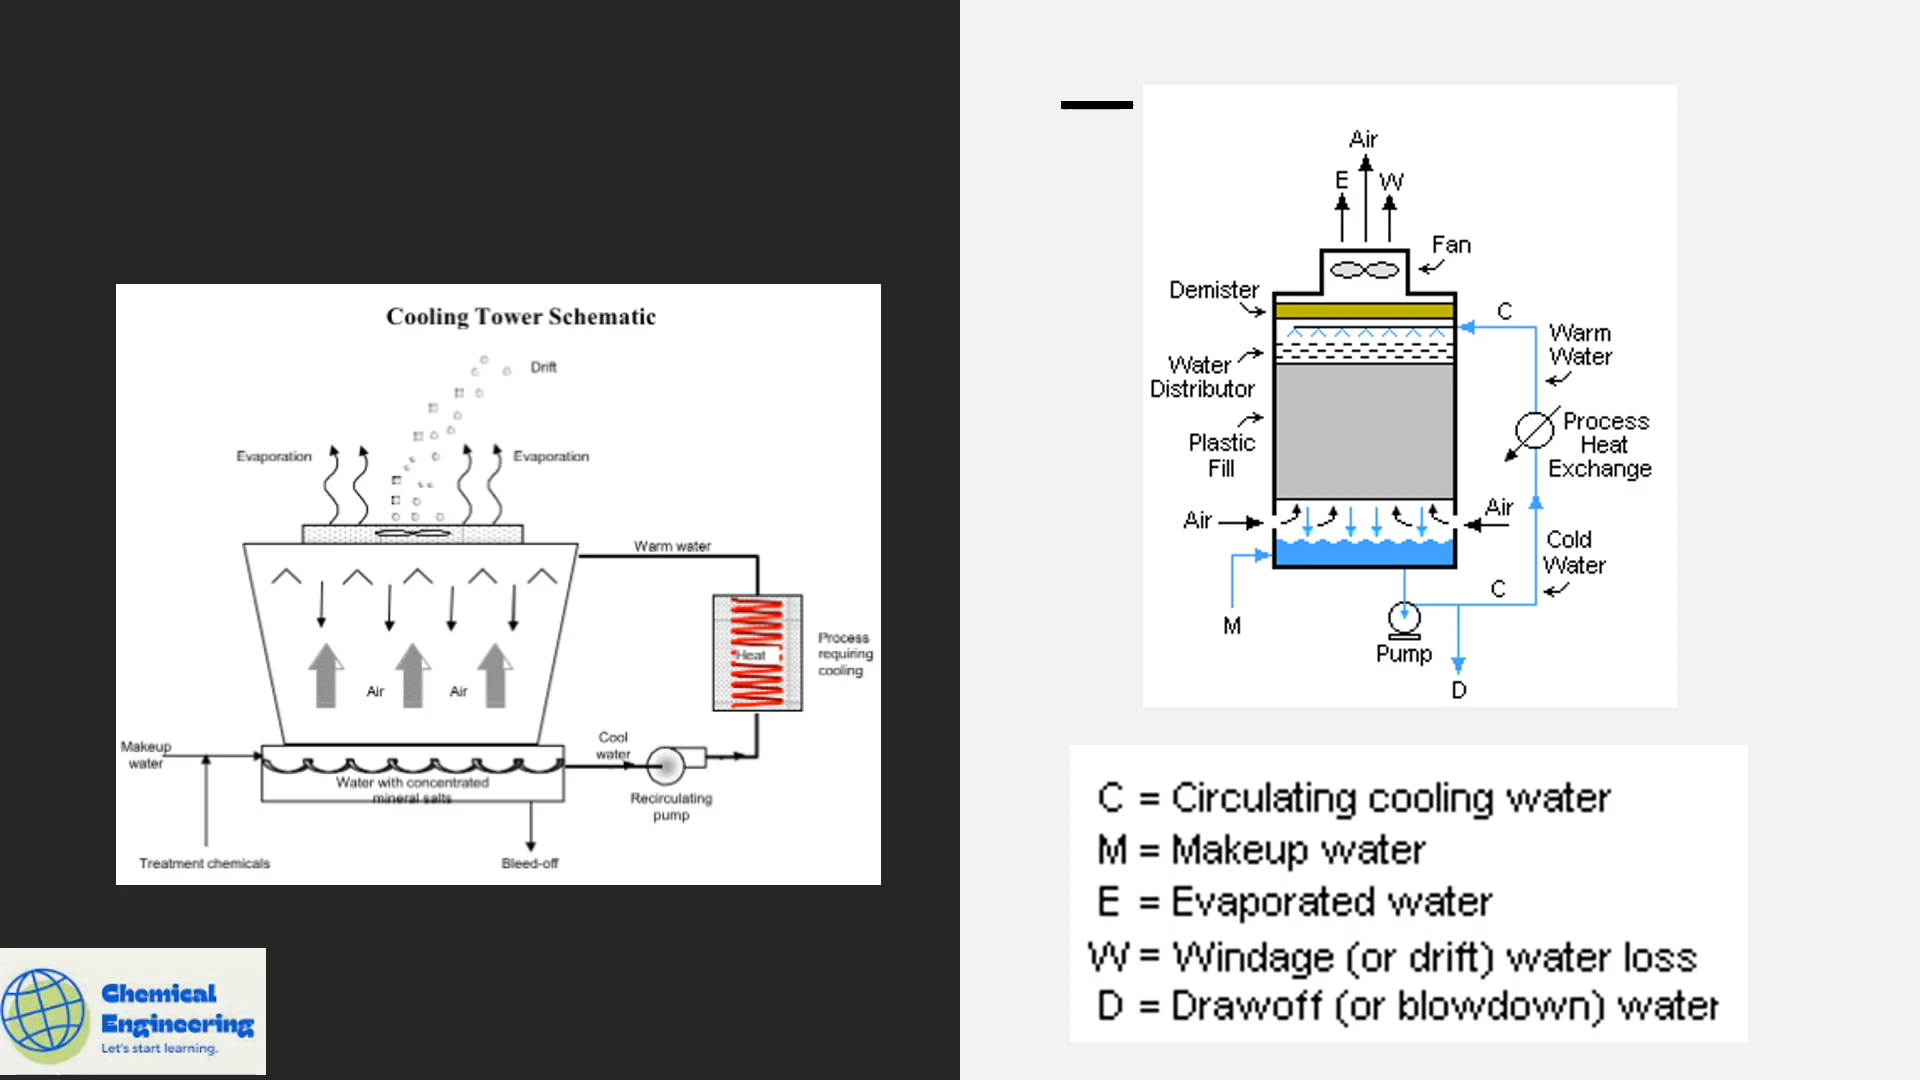 Cooling Tower Schematic
Drift
Evaporation
Evaporation
Warm water
Heat
Process
requiring
cooling
Air
Air
Makeup
water
Cool
water
Water with concentrated
mineral salts
Recirculating
pump
Treatment chemicals
Bleed-off
Chemical
Engineering
Let's start learning.
Air
E
W
Fan
Demister
C
Warm
Water
Water
Distributor
Process
Heat
Exchange
Plastic
Fill
Air
Air
Cold
Water
C
M
Pump
D
C = Circulating cooling water
M = Makeup water
E = Evaporated water
W = Windage (or drift) water loss
D = Drawoff (or blowdown) water